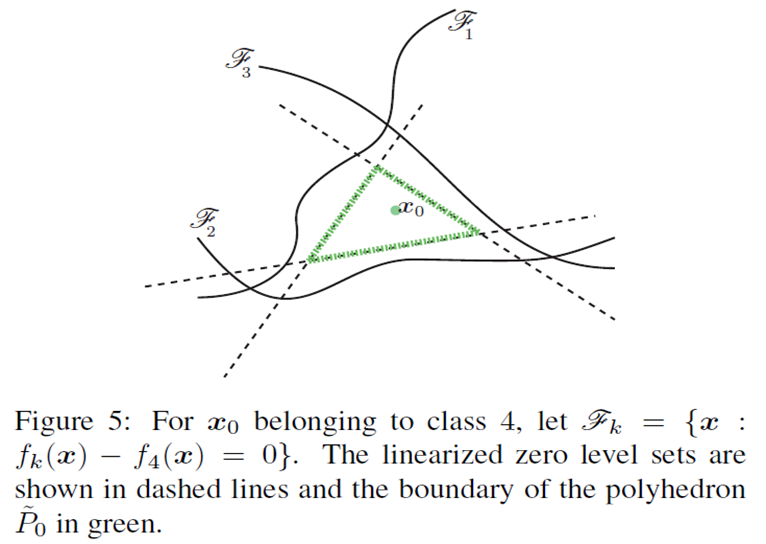 ℱ₁
ℱ₃
x₀
ℱ₂
Figure 5: For x₀ belonging to class 4, let ℱₖ = {x :
fₖ(x) − f₄(x) = 0}. The linearized zero level sets are
shown in dashed lines and the boundary of the polyhedron
P̃₀ in green.